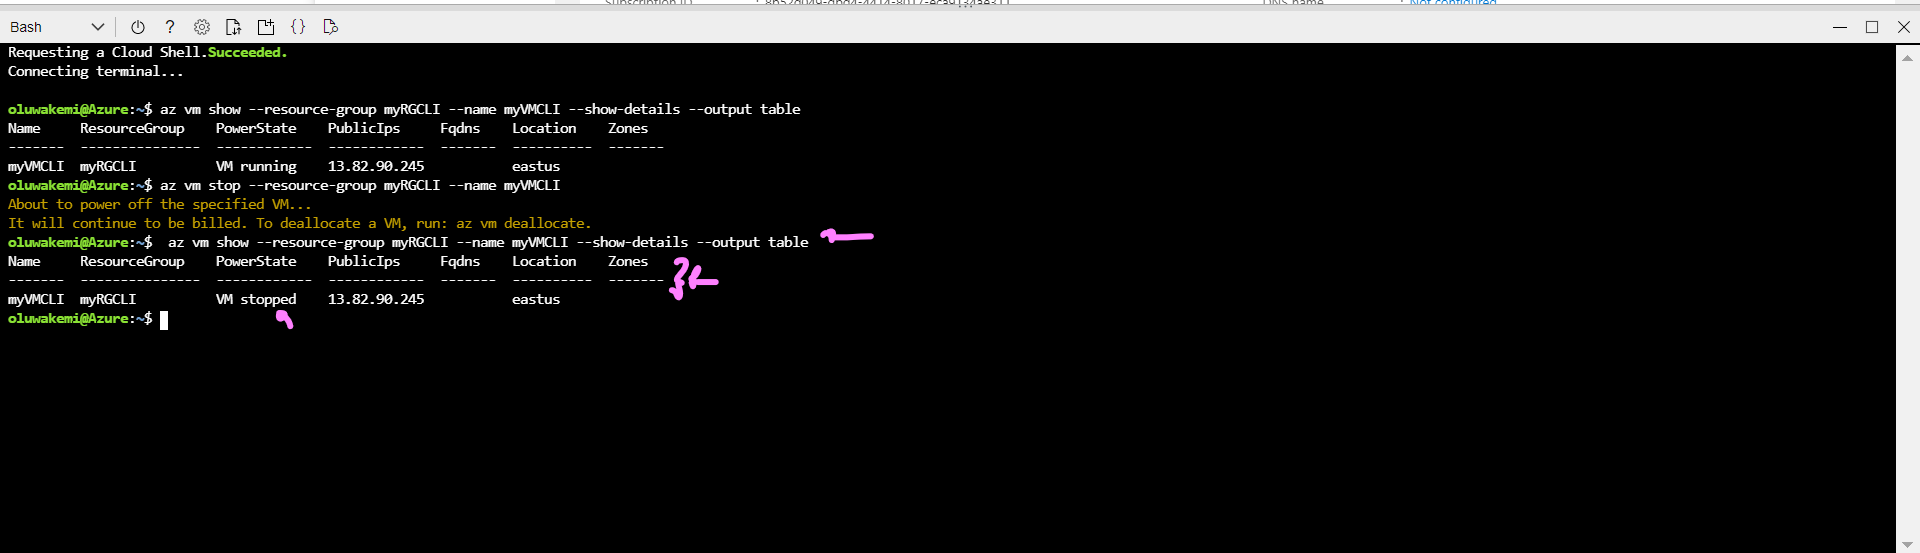 Bash
Requesting a Cloud Shell.Succeeded.
Connecting terminal...
oluwakemi@Azure:~$ az vm show --resource-group myRGCLI --name myVMCLI --show-details --output table
Name     ResourceGroup    PowerState    PublicIps     Fqdns    Location    Zones
-------  ---------------  ------------  ------------  -------  ----------  -------
myVMCLI  myRGCLI          VM running    13.82.90.245           eastus
oluwakemi@Azure:~$ az vm stop --resource-group myRGCLI --name myVMCLI
About to power off the specified VM...
It will continue to be billed. To deallocate a VM, run: az vm deallocate.
oluwakemi@Azure:~$  az vm show --resource-group myRGCLI --name myVMCLI --show-details --output table
Name     ResourceGroup    PowerState    PublicIps     Fqdns    Location    Zones
-------  ---------------  ------------  ------------  -------  ----------  -------
myVMCLI  myRGCLI          VM stopped    13.82.90.245           eastus
oluwakemi@Azure:~$